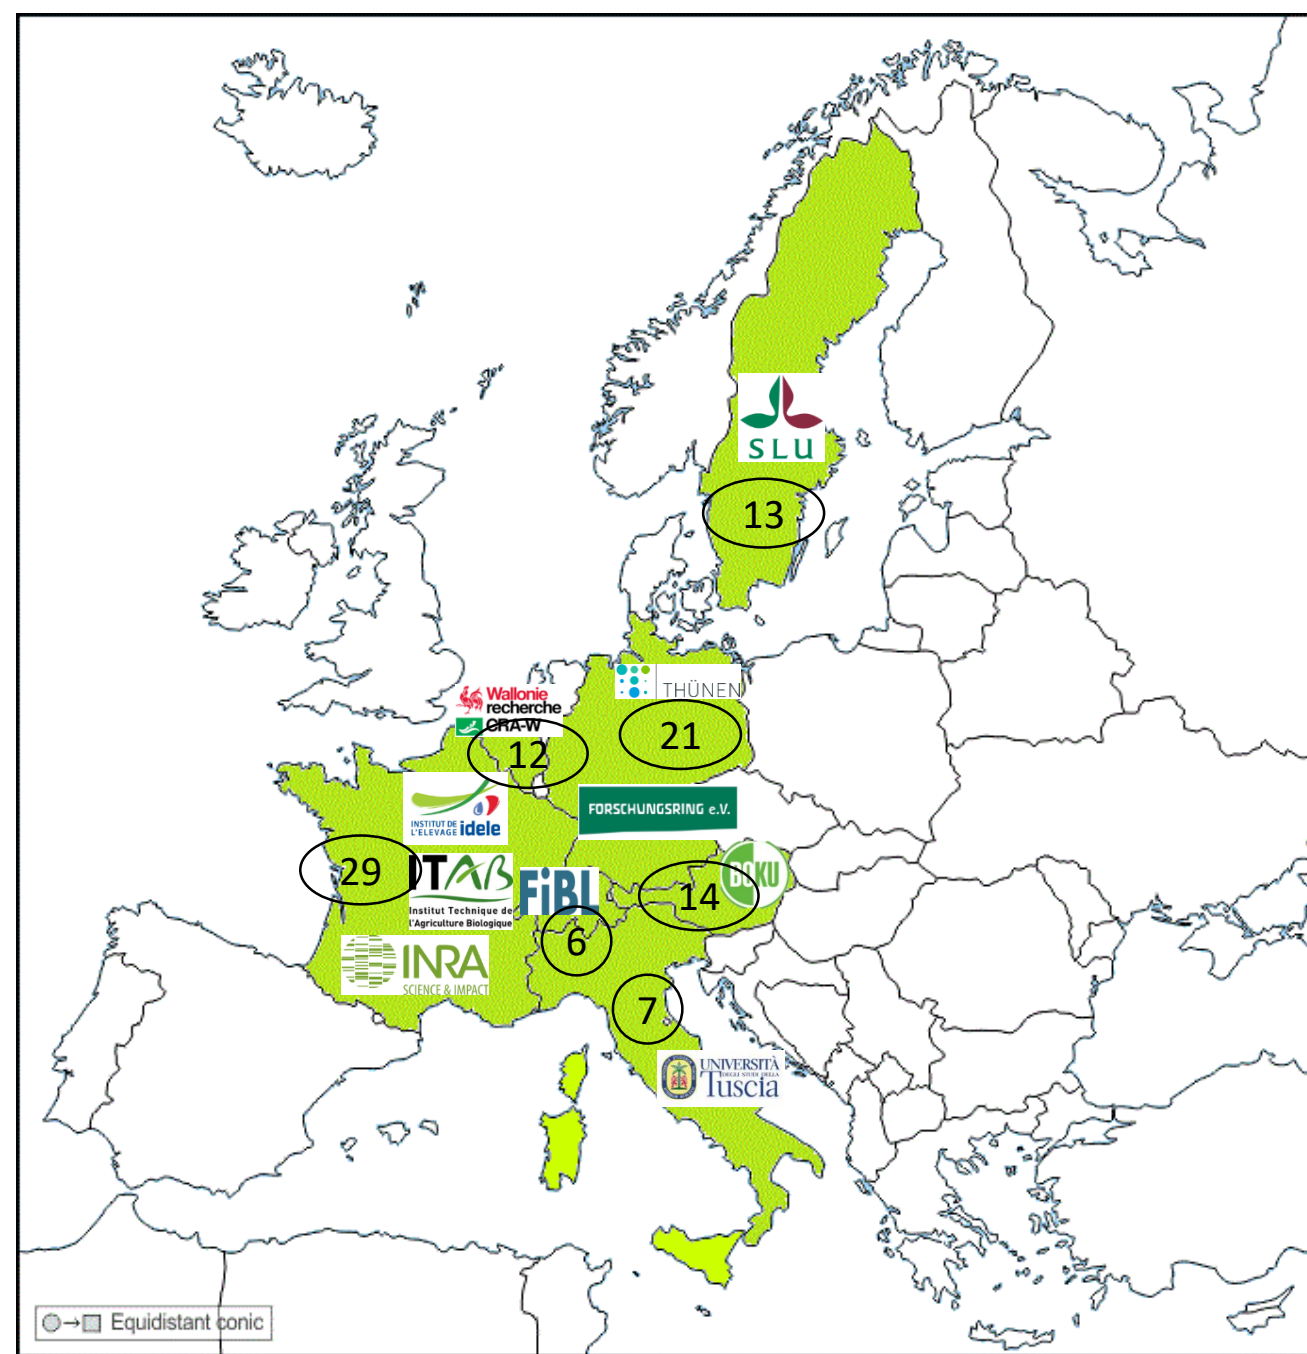 SLU
13
THÜNEN
Wallonie
recherche
CRA-W
12
21
INSTITUT DE
L'ELEVAGE idele
FORSCHUNGSRING e.V.
29
ITAB
Institut Technique de
l'Agriculture Biologique
FiBL
14
BOKU
6
INRA
SCIENCE & IMPACT
7
UNIVERSITÀ
DEGLI STUDI DELLA
Tuscia
Equidistant conic